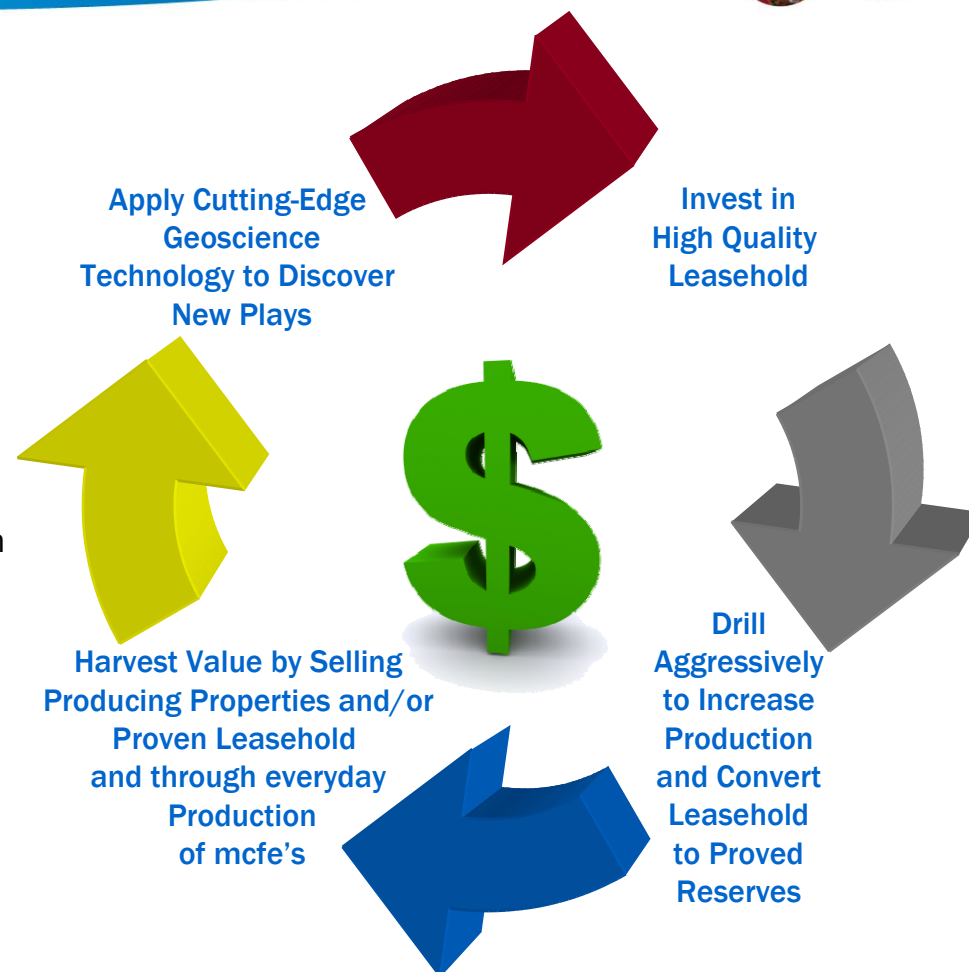 Apply Cutting-Edge
Geoscience
Technology to Discover
New Plays
Invest in
High Quality
Leasehold
Drill
Aggressively
to Increase
Production
and Convert
Leasehold
to Proved
Reserves
Harvest Value by Selling
Producing Properties and/or
Proven Leasehold
and through everyday
Production
of mcfe's
$